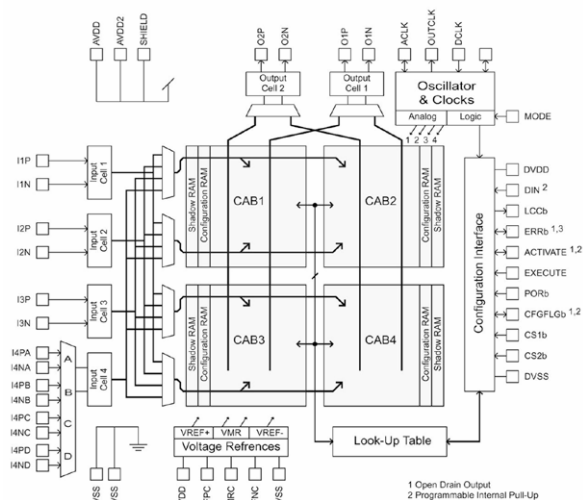 AVDD
AVDD2
SHIELD
O2P
O2N
O1P
O1N
ACLK
OUTCLK
DCLK
Output Cell 2
Output Cell 1
Oscillator & Clocks
Analog
Logic
1 2 3 4
MODE
I1P
I1N
Input Cell 1
Shadow RAM
Configuration RAM
CAB1
CAB2
Configuration RAM
Shadow RAM
I2P
I2N
Input Cell 2
I3P
I3N
Input Cell 3
Shadow RAM
Configuration RAM
CAB3
CAB4
Configuration RAM
Shadow RAM
I4PA
I4NA
I4PB
I4NB
I4PC
I4NC
I4PD
I4ND
A
B
C
D
Input Cell 4
Configuration Interface
DVDD
DIN 2
LCCb
ERRb 1,3
ACTIVATE 1,2
EXECUTE
PORb
CFGFLGb 1,2
CS1b
CS2b
DVSS
VREF+
VMR
VREF-
Voltage Refrences
Look-Up Table
1 Open Drain Output
2 Programmable Internal Pull-Up